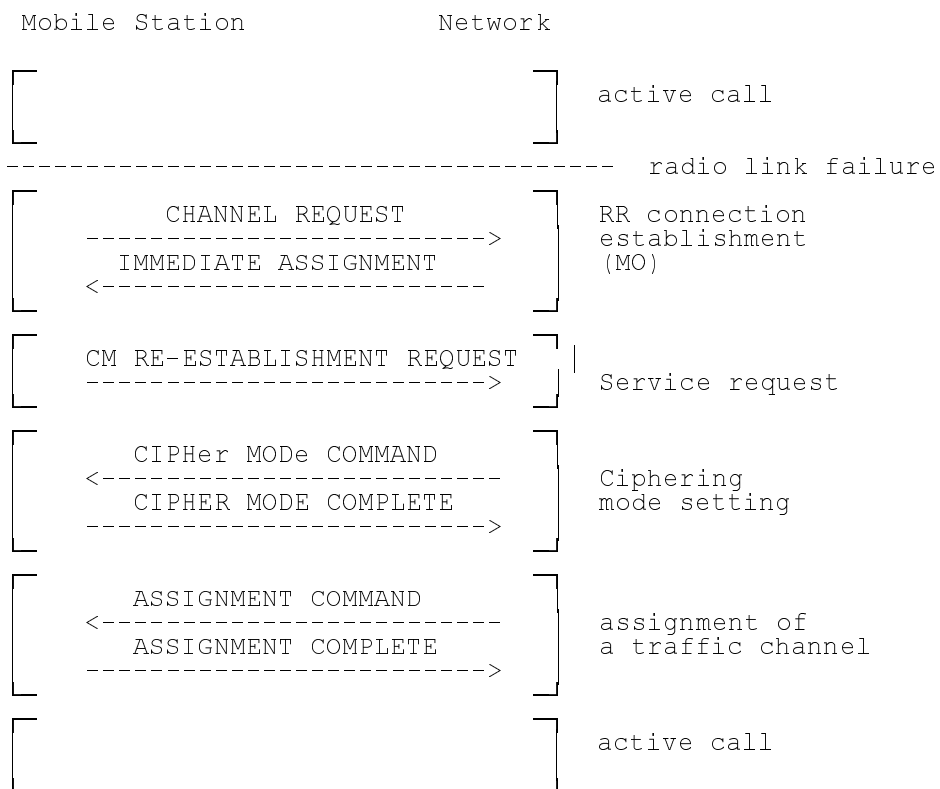 Mobile Station Network
active call
radio link failure
CHANNEL REQUEST RR connection
establishment
IMMEDIATE ASSIGNMENT (MO)
CM RE-ESTABLISHMENT REQUEST
Service request
CIPHer MODe COMMAND
Ciphering
CIPHER MODE COMPLETE mode setting
ASSIGNMENT COMMAND
assignment of
ASSIGNMENT COMPLETE a traffic channel
active call